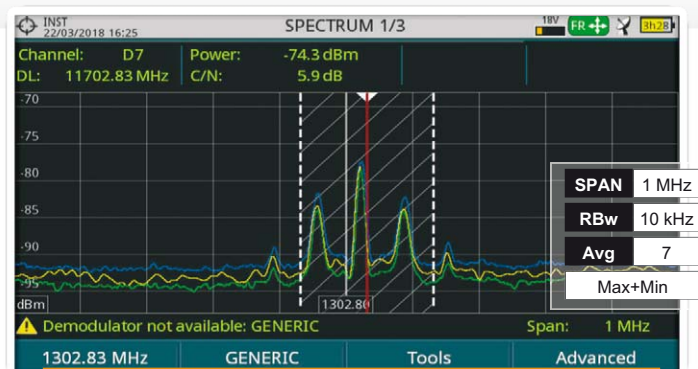 INST
22/03/2018 16:25
SPECTRUM 1/3
18V
FR
3h28
Channel: D7 Power: -74.3 dBm
DL: 11702.83 MHz C/N: 5.9 dB
-70
-75
-80
-85
-90
-95
dBm
1302.80
SPAN 1 MHz
RBw 10 kHz
Avg 7
Max+Min
Demodulator not available: GENERIC Span: 1 MHz
1302.83 MHz GENERIC Tools Advanced